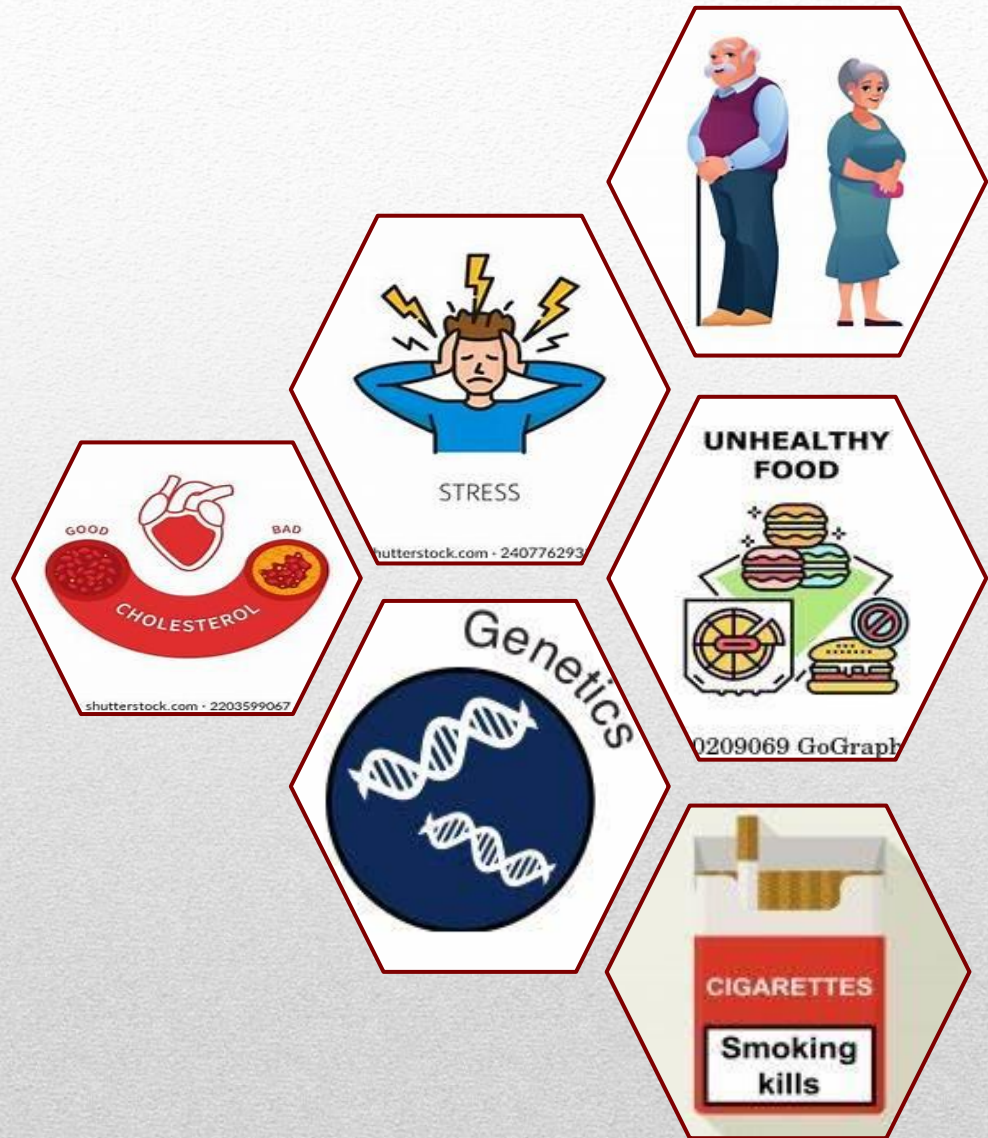 STRESS
hutterstock.com · 240776293
UNHEALTHY
FOOD
0209069 GoGraph
GOOD
BAD
CHOLESTEROL
shutterstock.com · 2203599067
Genetics
CIGARETTES
Smoking
kills